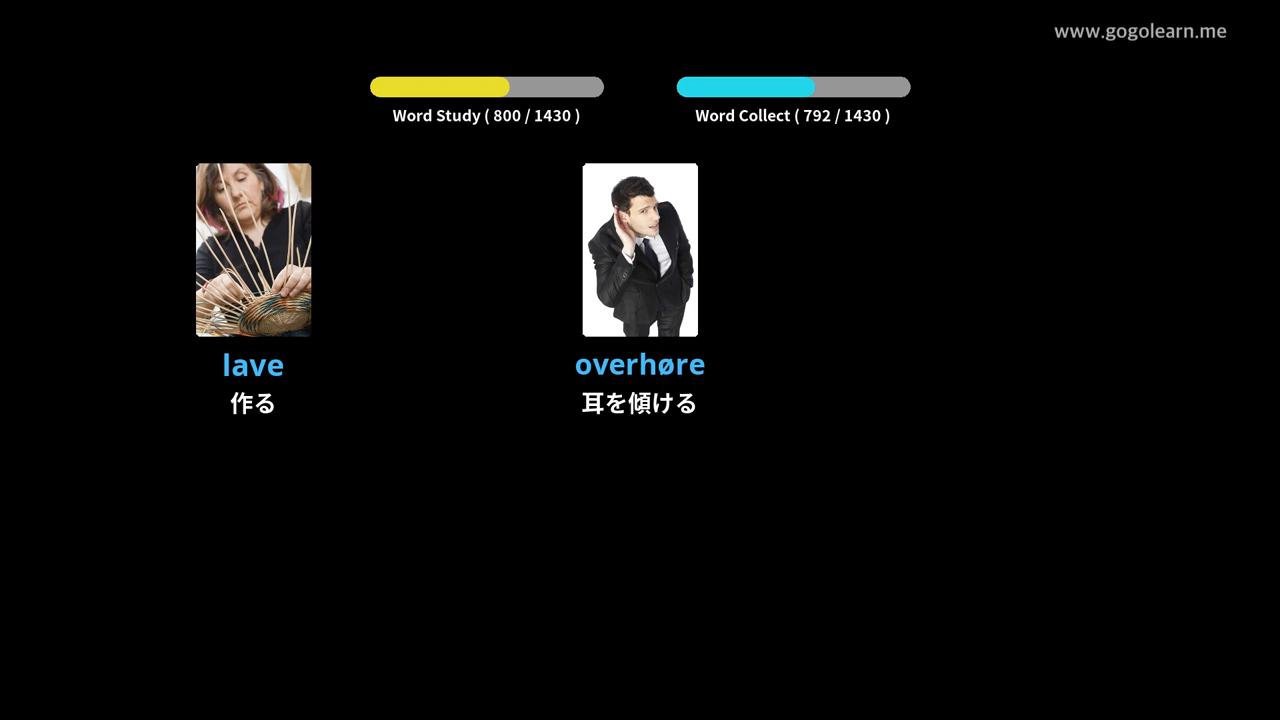 www.gogolearn.me
Word Study ( 800 / 1430 )
Word Collect ( 792 / 1430 )
lave
作る
overhøre
耳を傾ける